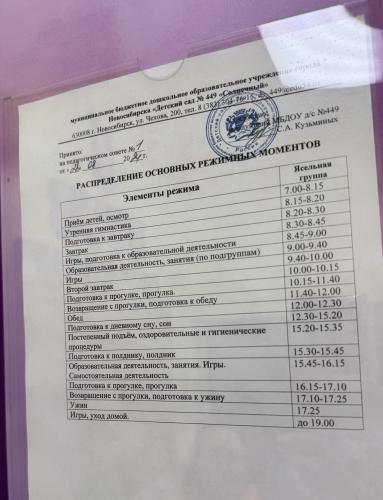 муниципальное бюджетное дошкольное образовательное учреждение города
Новосибирска «Детский сад № 449 «Солнечный»
630008 г. Новосибирск, ул. Чехова, 200, тел. 8 (383)
МБДОУ д/с №449
С.А. Кузьминых
Принято:
на педагогическом совете № 1
от « 08 20
РАСПРЕДЕЛЕНИЕ ОСНОВНЫХ РЕЖИМНЫХ МОМЕНТОВ
Элементы режима Ясельная
группа
Приём детей, осмотр 7.00-8.15
Утренняя гимнастика 8.15-8.20
Подготовка к завтраку 8.20-8.30
Завтрак 8.30-8.45
Игры, подготовка к образовательной деятельности 8.45-9.00
Образовательная деятельность, занятия (по подгруппам) 9.00-9.40
Игры 9.40-10.00
Второй завтрак 10.00-10.15
Подготовка к прогулке, прогулка. 10.15-11.40
Возвращение с прогулки, подготовка к обеду 11.40-12.00
Обед 12.00-12.30
Подготовка к дневному сну, сон 12.30-15.20
Постепенный подъём, оздоровительные и гигиенические 15.20-15.35
процедуры
Подготовка к полднику, полдник 15.30-15.45
Образовательная деятельность, занятия. Игры. 15.45-16.15
Самостоятельная деятельность
Подготовка к прогулке, прогулка 16.15-17.10
Возвращение с прогулки, подготовка к ужину 17.10-17.25
Ужин 17.25
Игры, уход домой. до 19.00